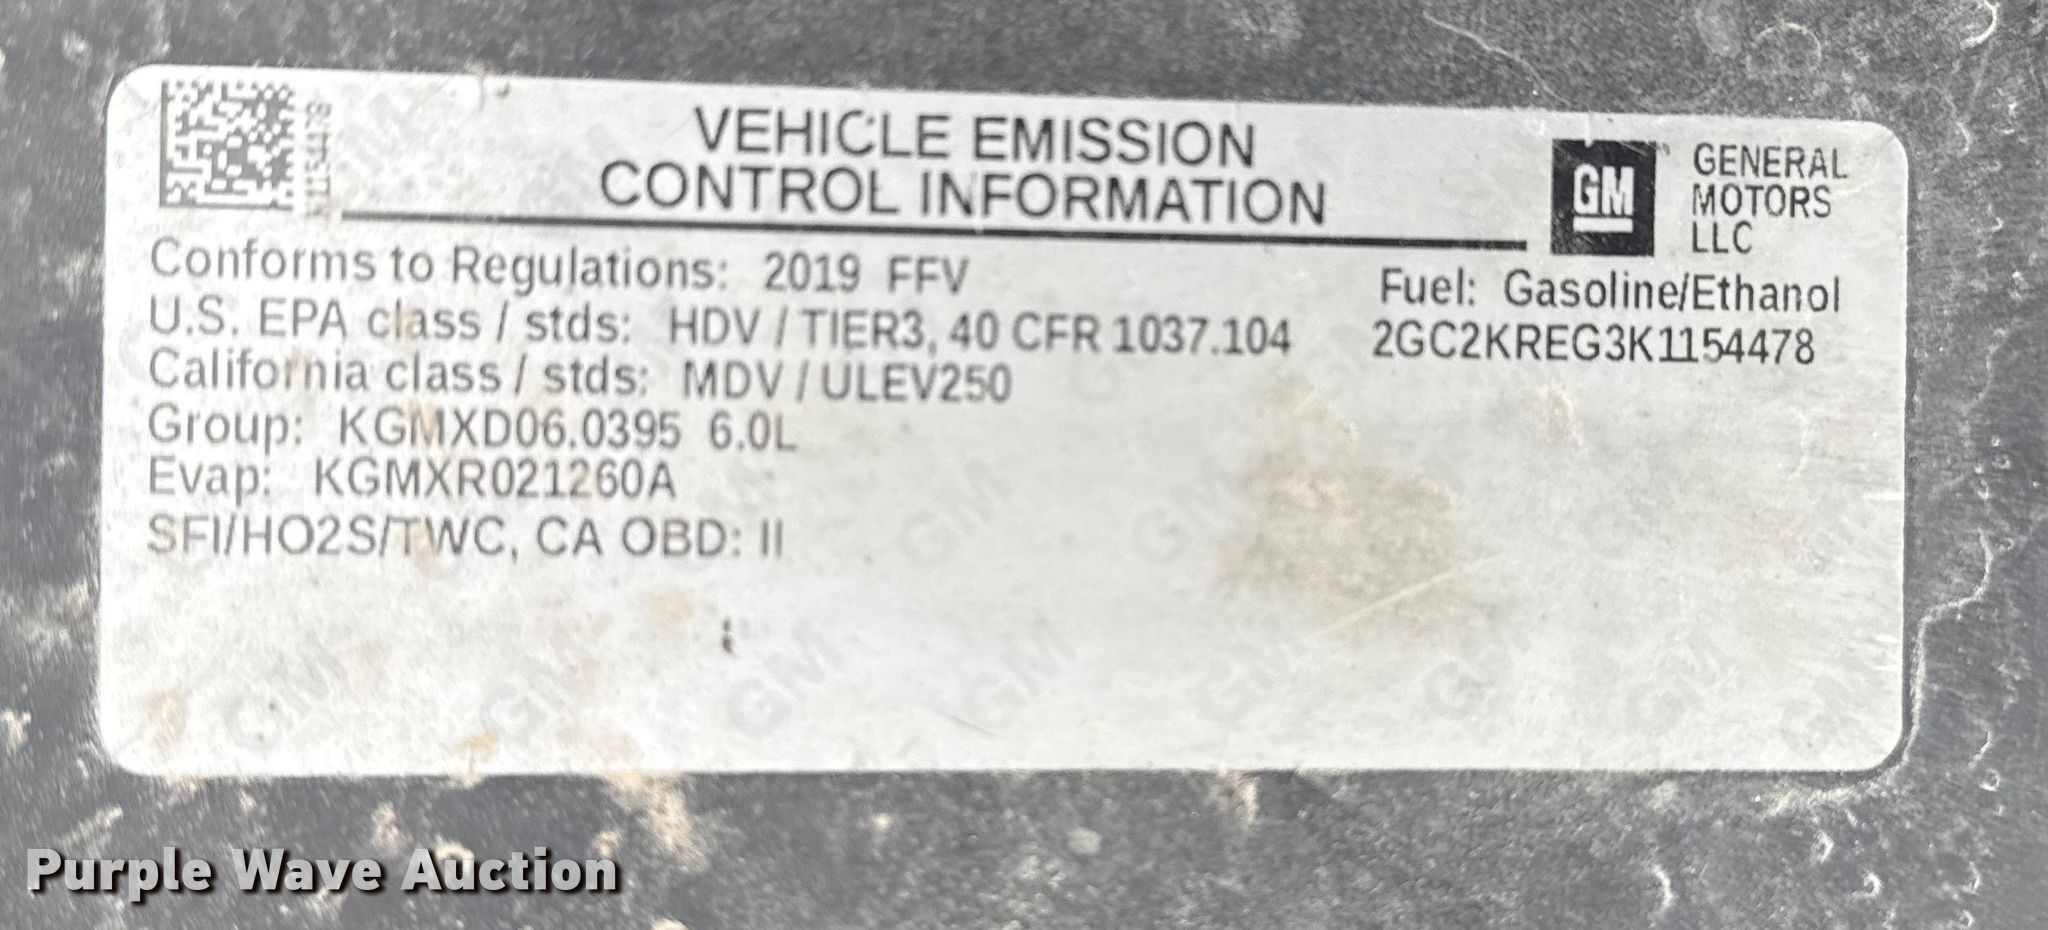 K1154478
VEHICLE EMISSION
CONTROL INFORMATION
GM
GENERAL
MOTORS
LLC
Conforms to Regulations: 2019 FFV
Fuel: Gasoline/Ethanol
U.S. EPA class / stds: HDV / TIER3, 40 CFR 1037.104
2GC2KREG3K1154478
California class / stds: MDV / ULEV250
Group: KGMXD06.0395 6.0L
Evap: KGMXR021260A
SFI/HO2S/TWC, CA OBD: II
Purple Wave Auction